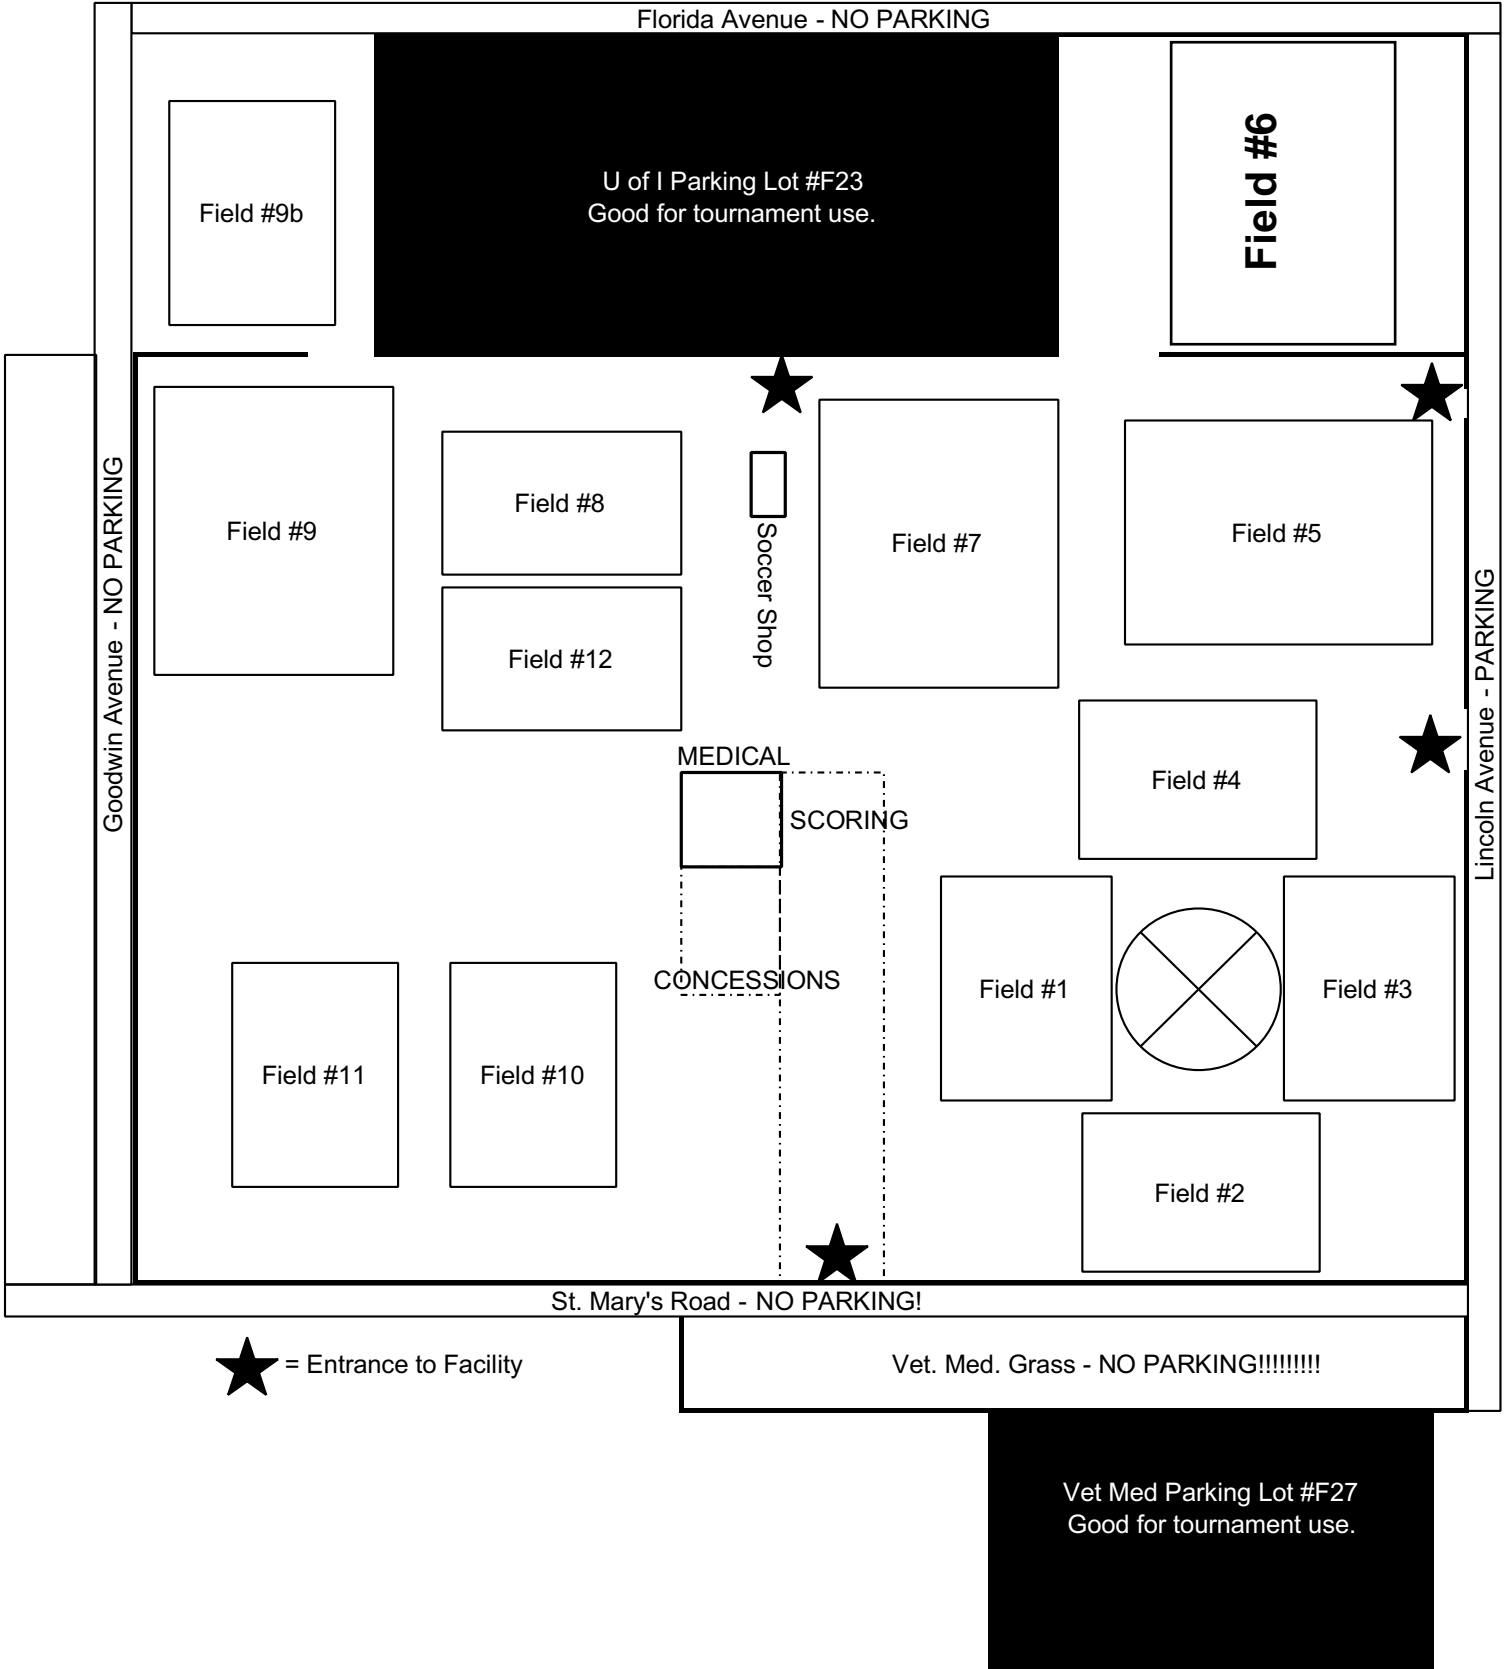 Florida Avenue - NO PARKING
U of I Parking Lot #F23
Good for tournament use.
Field #6
Field #9b
Goodwin Avenue - NO PARKING
Field #9
Field #8
Soccer Shop
Field #7
Field #5
Lincoln Avenue - PARKING
Field #12
MEDICAL
SCORING
Field #4
CONCESSIONS
Field #1
Field #3
Field #11
Field #10
Field #2
St. Mary's Road - NO PARKING!
= Entrance to Facility
Vet. Med. Grass - NO PARKING!!!!!!!!!
Vet Med Parking Lot #F27
Good for tournament use.